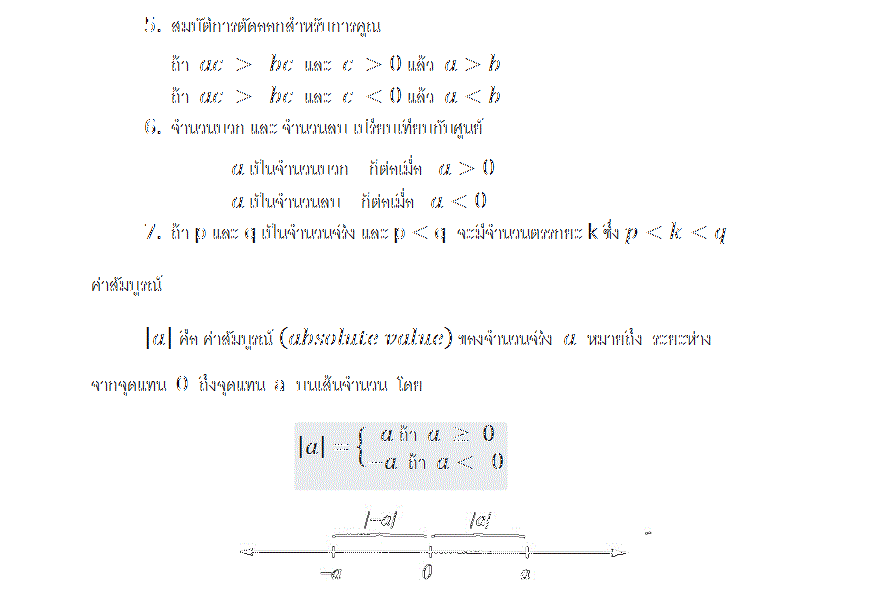 5. สมบัติการตัดออกสำหรับการคูณ
ถ้า ac > bc และ c > 0 แล้ว a > b
ถ้า ac > bc และ c < 0 แล้ว a < b
6. จำนวนบวก และ จำนวนลบ เปรียบเทียบกับศูนย์
a เป็นจำนวนบวก ก็ต่อเมื่อ a > 0
a เป็นจำนวนลบ ก็ต่อเมื่อ a < 0
7. ถ้า p และ q เป็นจำนวนจริง และ p < q จะมีจำนวนตรรกยะ k ซึ่ง p < k < q
ค่าสัมบูรณ์
|a| คือ ค่าสัมบูรณ์ (absolute value) ของจำนวนจริง a หมายถึง ระยะห่าง
จากจุดแทน 0 ถึงจุดแทน a บนเส้นจำนวน โดย
|a| = { a ถ้า a ≥ 0
−a ถ้า a < 0
|−a| |a|
−a 0 a